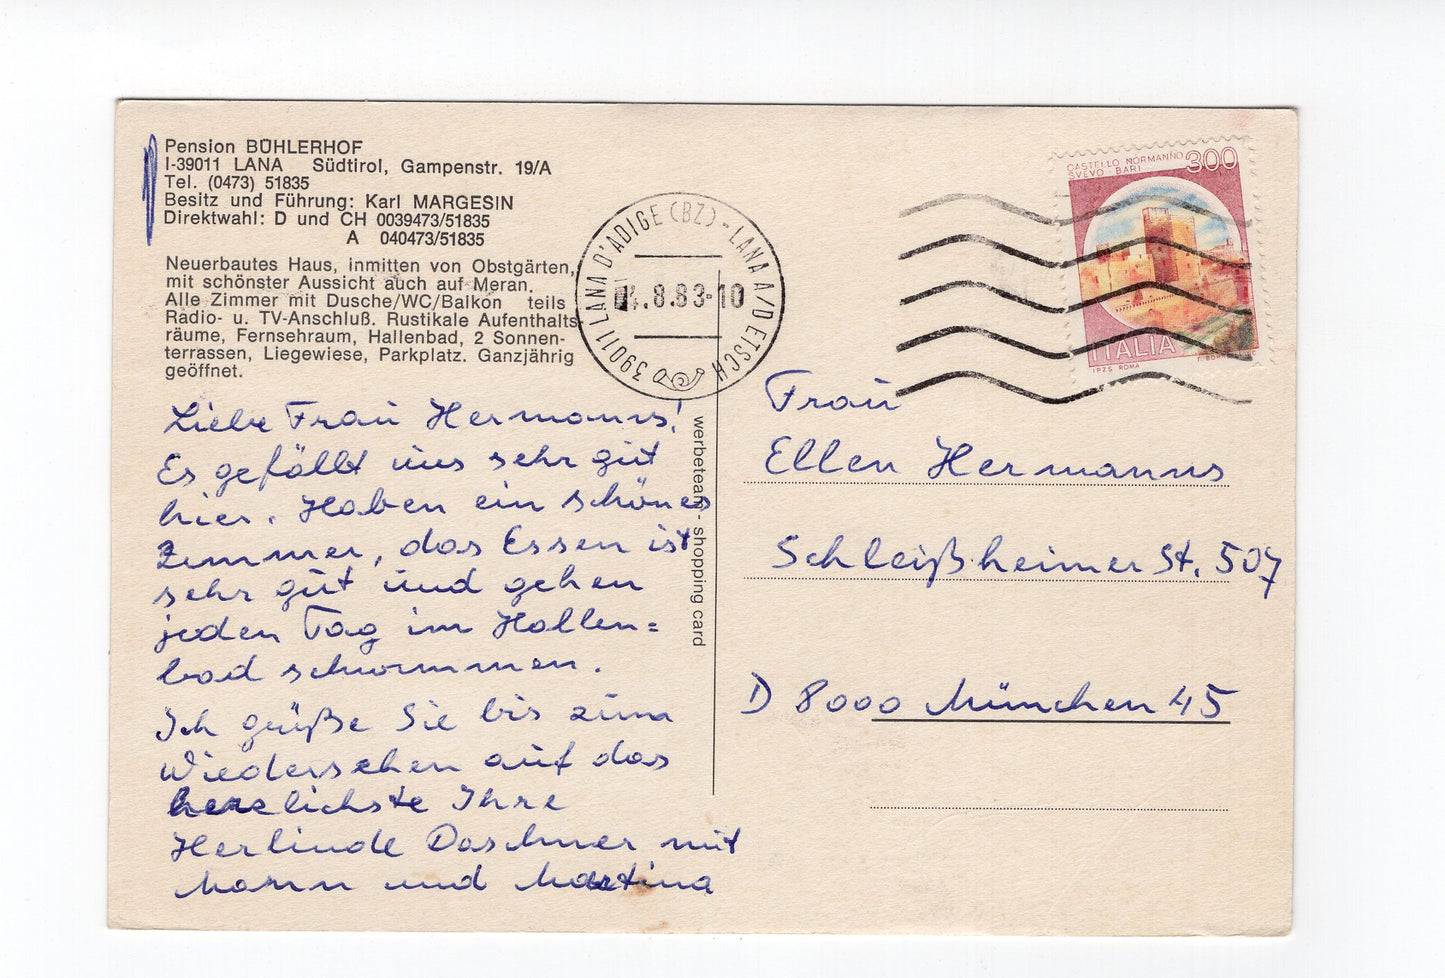 Pension BÜHLERHOF
I-39011 LANA Südtirol, Gampenstr. 19/A
Tel. (0473) 51835
Besitz und Führung: Karl MARGESIN
Direktwahl: D und CH 0039473/51835
A 040473/51835
Neuerbautes Haus, inmitten von Obstgärten,
mit schönster Aussicht auch auf Meran.
Alle Zimmer mit Dusche/WC/Balkon teils
Radio- u. TV-Anschluß. Rustikale Aufenthalts
räume, Fernsehraum, Hallenbad, 2 Sonnen-
terrassen, Liegewiese, Parkplatz. Ganzjährig
geöffnet.
Liebe Frau Hermanns!
Es gefällt uns sehr gut
hier. Haben ein schönes
Zimmer, das Essen ist
sehr gut und gehen
jeden Tag im Hallen=
bad schwimmen.
Ich grüße Sie bis zum
Wiedersehen auf das
herzlichste Ihre
Herlinde Daschner mit
Mann und Martina
werbeteam - shopping card
39011 LANA D'ADIGE (BZ) - LANA A/D ETSCH
.8.83-10
CASTELLO NORMANNO
SVEVO - BARI
300
ITALIA
I.P.Z.S. ROMA
Frau
Ellen Hermanns
Schleißheimer St. 507
D 8000 München 45